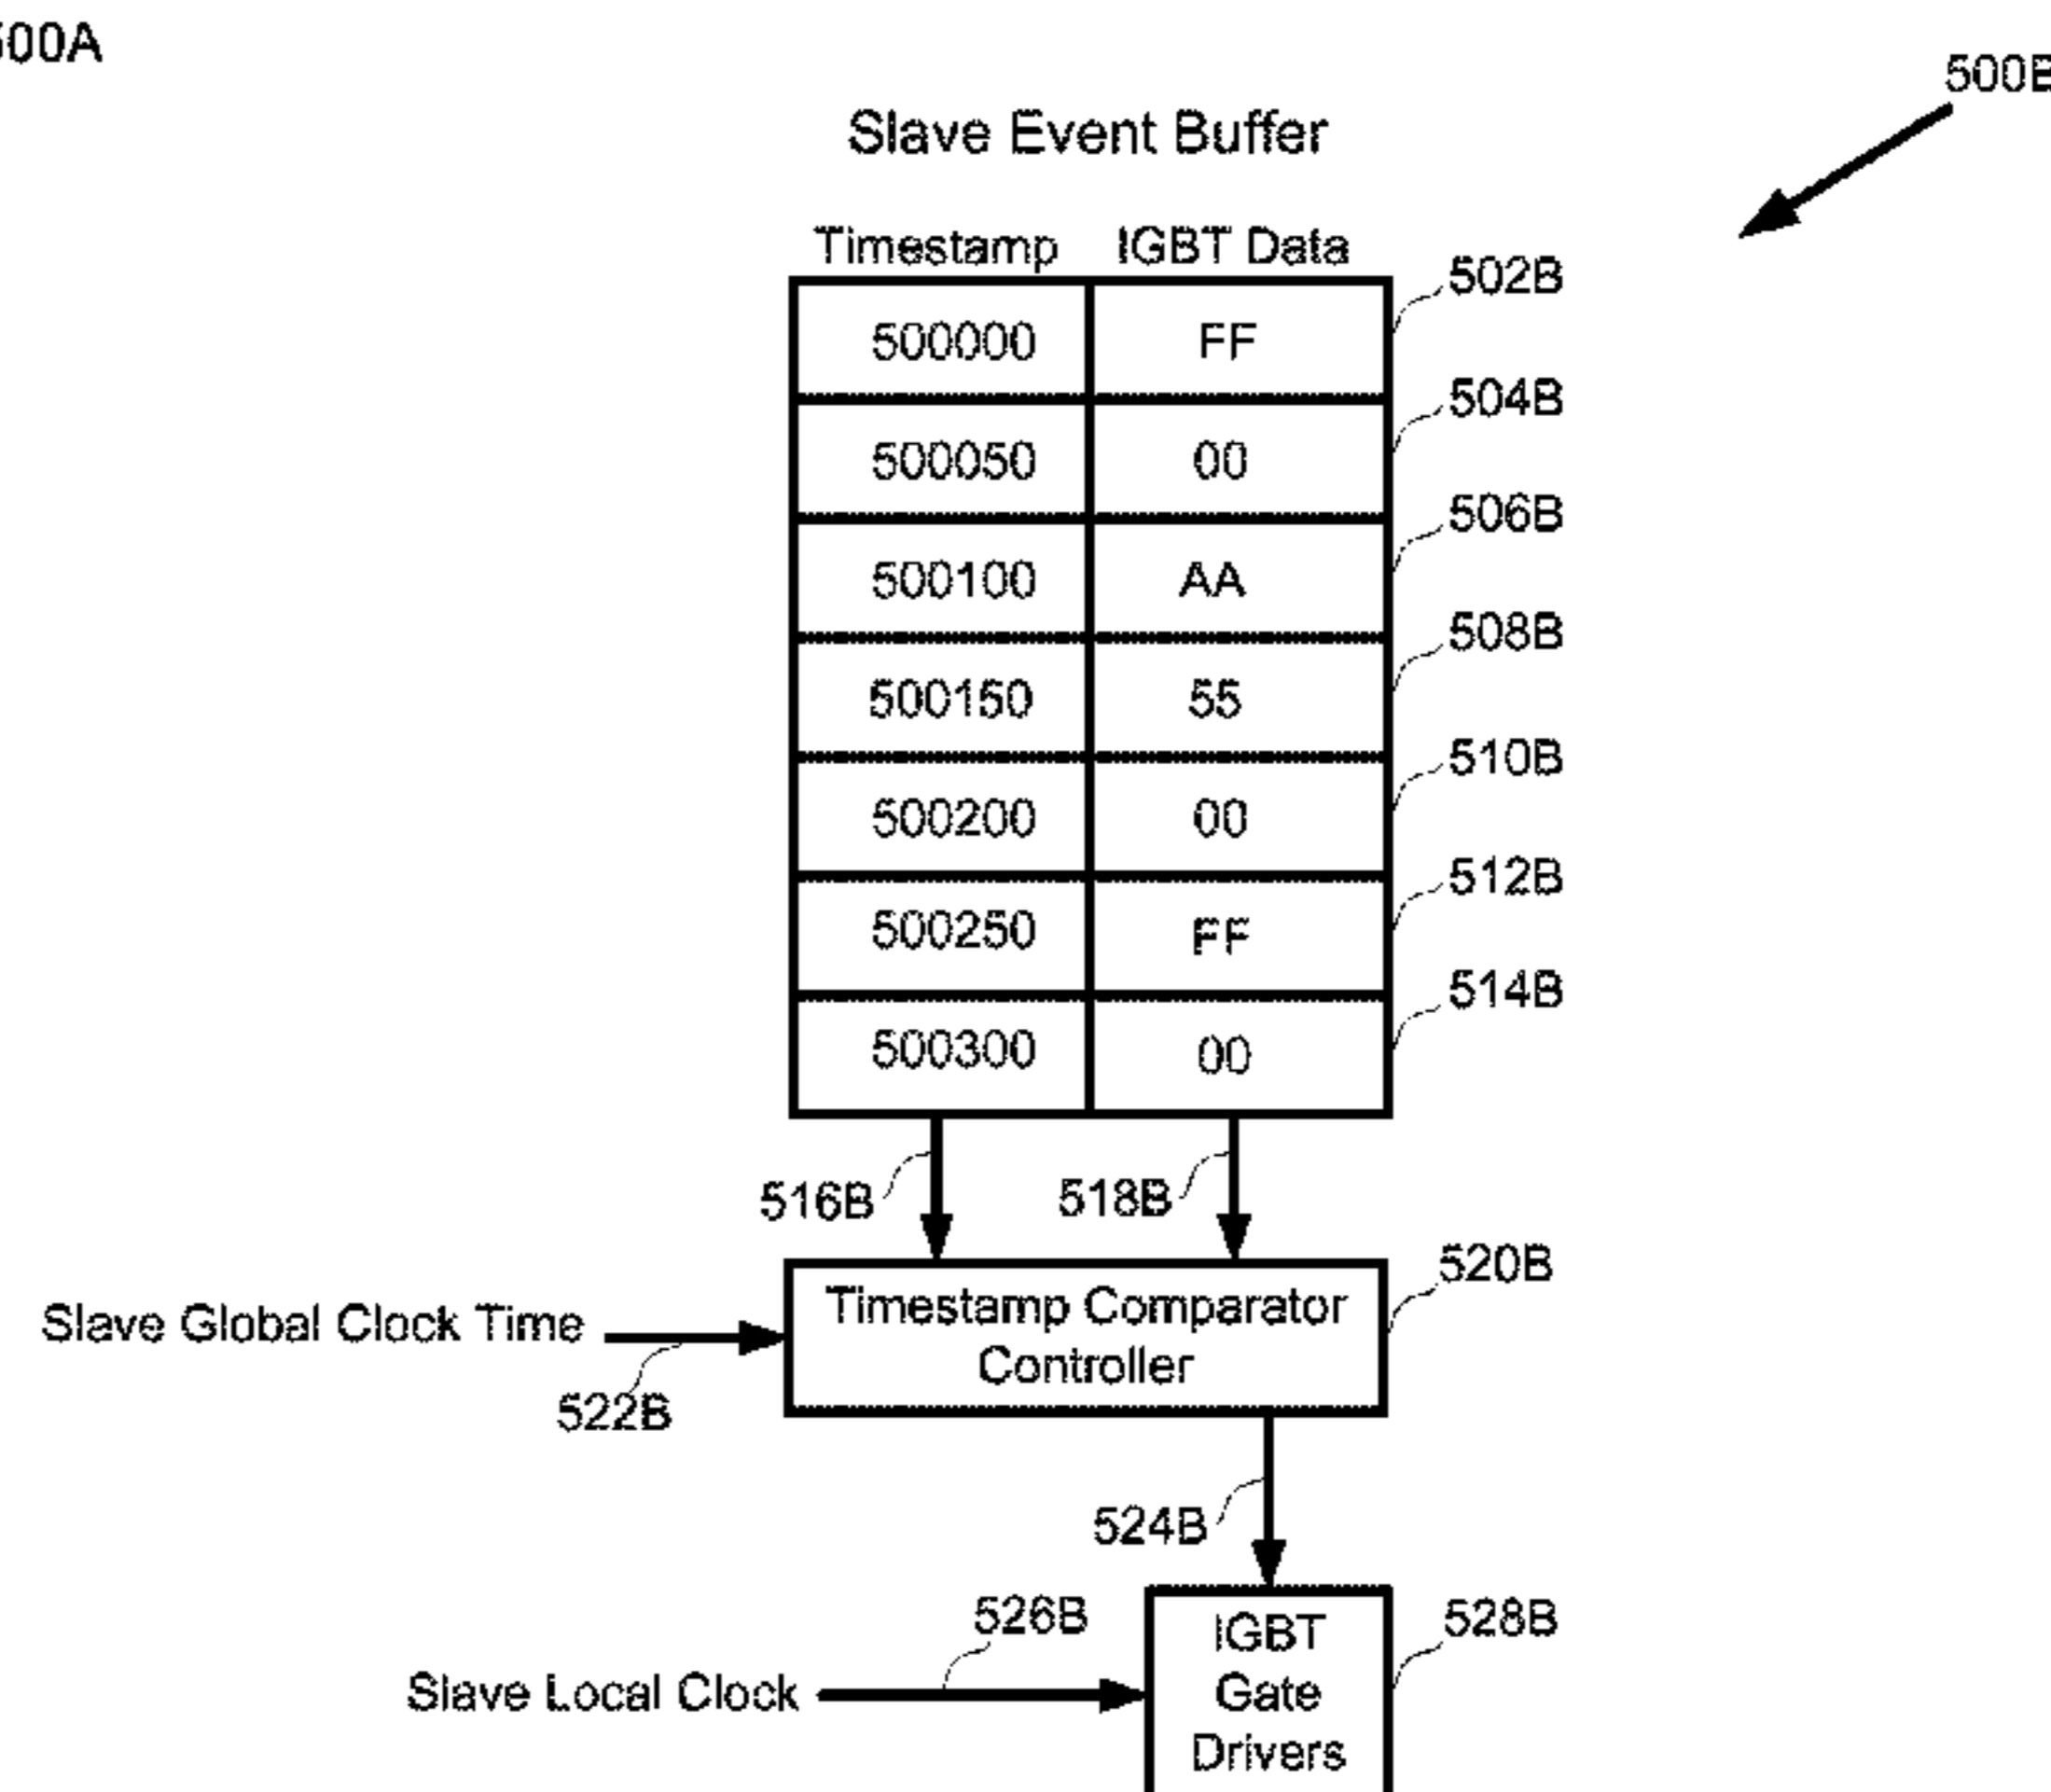 500A
500B
Slave Event Buffer
Timestamp IGBT Data
500000 FF 502B
500050 00 504B
500100 AA 506B
500150 55 508B
500200 00 510B
500250 FF 512B
500300 00 514B
516B 518B
520B
Timestamp Comparator
Controller
Slave Global Clock Time
522B
524B
526B
528B
IGBT
Gate
Drivers
Slave Local Clock